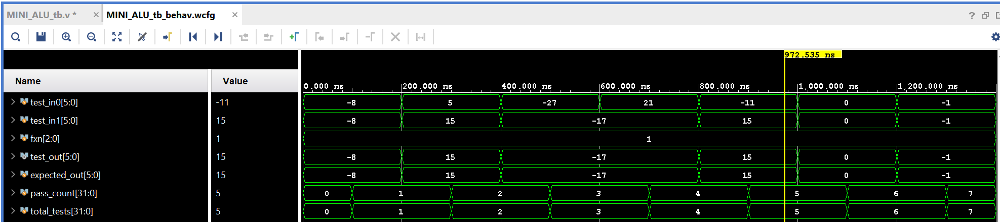 MINI_ALU_tb.v * × MINI_ALU_tb_behav.wcfg ×
?
972.535 ns
Name Value
0.000 ns 200.000 ns 400.000 ns 600.000 ns 800.000 ns 1,000.000 ns 1,200.000 ns
test_in0[5:0] -11 -8 5 -27 21 -11 0 -1
test_in1[5:0] 15 -8 15 -17 15 0 -1
fxn[2:0] 1 1
test_out[5:0] 15 -8 15 -17 15 0 -1
expected_out[5:0] 15 -8 15 -17 15 0 -1
pass_count[31:0] 5 0 1 2 3 4 5 6 7
total_tests[31:0] 5 0 1 2 3 4 5 6 7